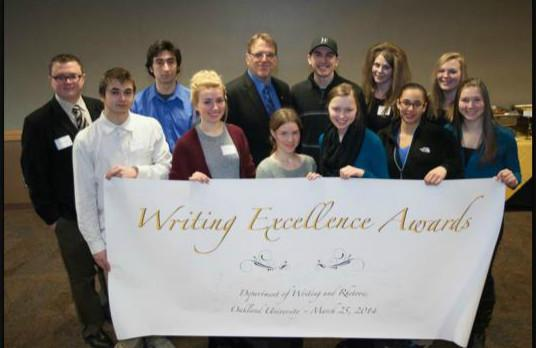 Writing Excellence Awards
Department of Writing and Rhetoric
Oakland University ~ March 25, 2014